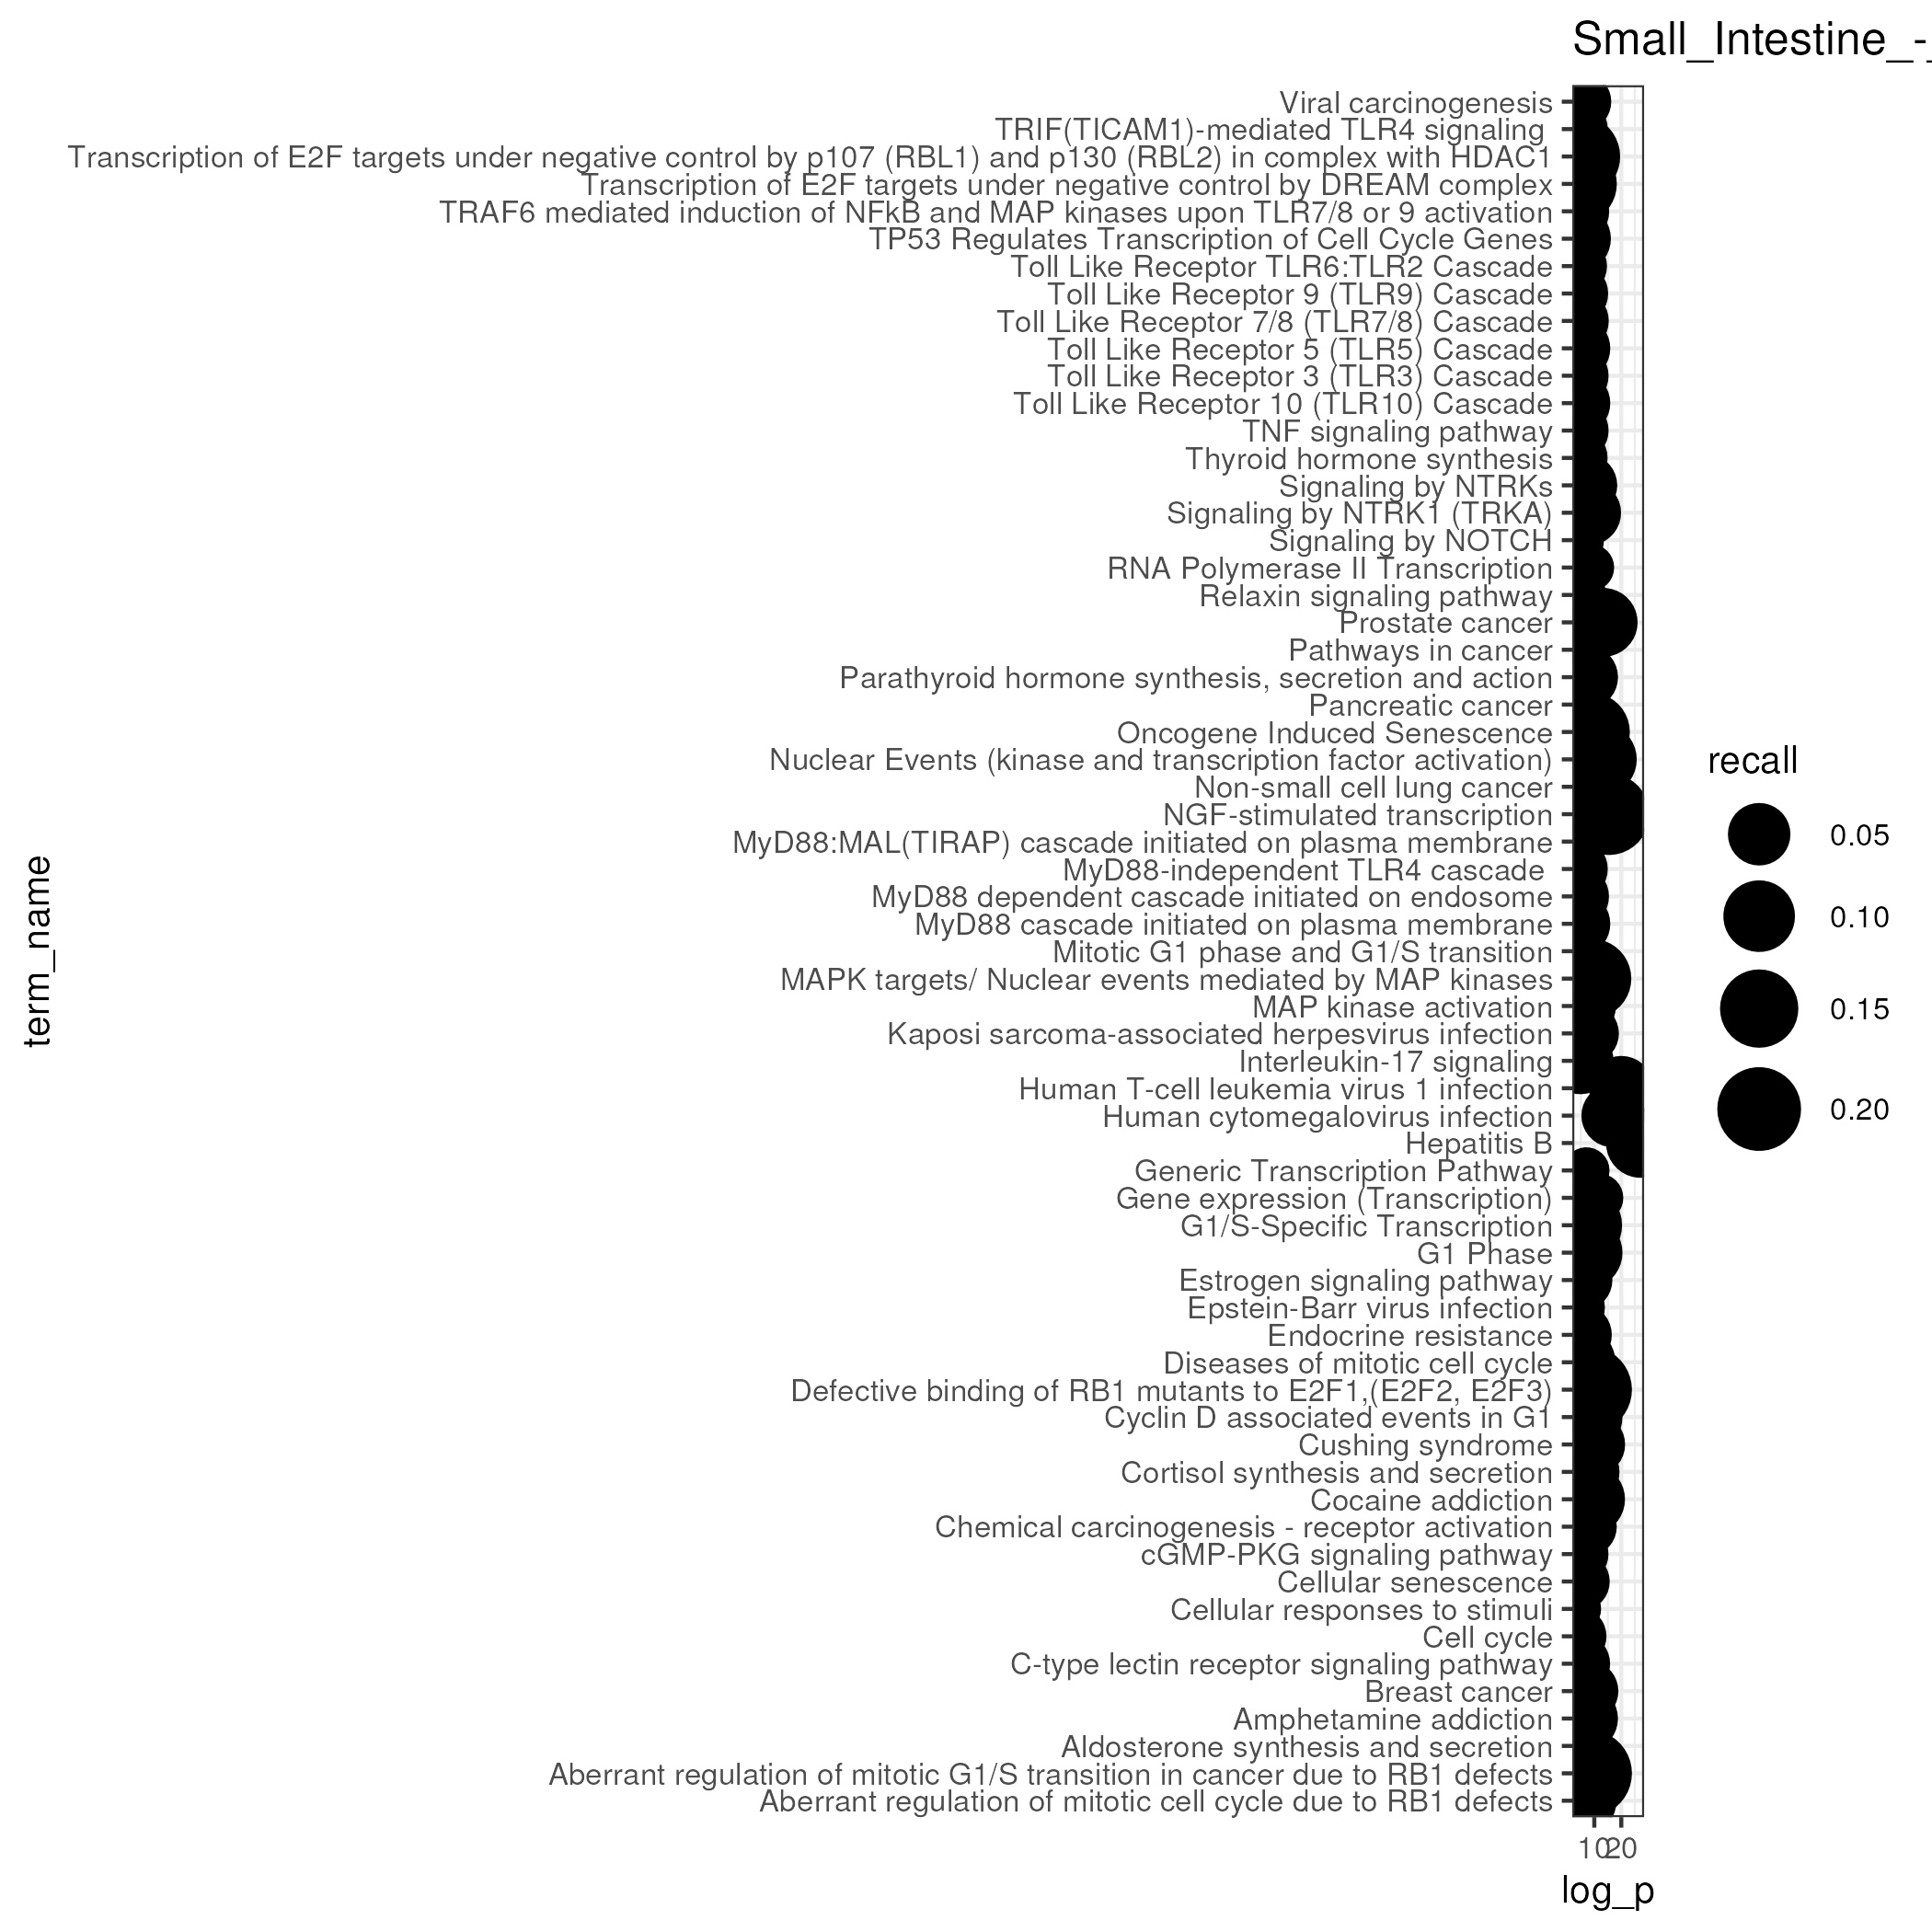 Small_Intestine_-_
Viral carcinogenesis
TRIF(TICAM1)-mediated TLR4 signaling
Transcription of E2F targets under negative control by p107 (RBL1) and p130 (RBL2) in complex with HDAC1
Transcription of E2F targets under negative control by DREAM complex
TRAF6 mediated induction of NFkB and MAP kinases upon TLR7/8 or 9 activation
TP53 Regulates Transcription of Cell Cycle Genes
Toll Like Receptor TLR6:TLR2 Cascade
Toll Like Receptor 9 (TLR9) Cascade
Toll Like Receptor 7/8 (TLR7/8) Cascade
Toll Like Receptor 5 (TLR5) Cascade
Toll Like Receptor 3 (TLR3) Cascade
Toll Like Receptor 10 (TLR10) Cascade
TNF signaling pathway
Thyroid hormone synthesis
Signaling by NTRKs
Signaling by NTRK1 (TRKA)
Signaling by NOTCH
RNA Polymerase II Transcription
Relaxin signaling pathway
Prostate cancer
Pathways in cancer
Parathyroid hormone synthesis, secretion and action
Pancreatic cancer
Oncogene Induced Senescence
Nuclear Events (kinase and transcription factor activation)
Non-small cell lung cancer
NGF-stimulated transcription
MyD88:MAL(TIRAP) cascade initiated on plasma membrane
MyD88-independent TLR4 cascade
MyD88 dependent cascade initiated on endosome
MyD88 cascade initiated on plasma membrane
Mitotic G1 phase and G1/S transition
MAPK targets/ Nuclear events mediated by MAP kinases
MAP kinase activation
Kaposi sarcoma-associated herpesvirus infection
Interleukin-17 signaling
Human T-cell leukemia virus 1 infection
Human cytomegalovirus infection
Hepatitis B
Generic Transcription Pathway
Gene expression (Transcription)
G1/S-Specific Transcription
G1 Phase
Estrogen signaling pathway
Epstein-Barr virus infection
Endocrine resistance
Diseases of mitotic cell cycle
Defective binding of RB1 mutants to E2F1,(E2F2, E2F3)
Cyclin D associated events in G1
Cushing syndrome
Cortisol synthesis and secretion
Cocaine addiction
Chemical carcinogenesis - receptor activation
cGMP-PKG signaling pathway
Cellular senescence
Cellular responses to stimuli
Cell cycle
C-type lectin receptor signaling pathway
Breast cancer
Amphetamine addiction
Aldosterone synthesis and secretion
Aberrant regulation of mitotic G1/S transition in cancer due to RB1 defects
Aberrant regulation of mitotic cell cycle due to RB1 defects
term_name
10 20
log_p
recall
0.05
0.10
0.15
0.20